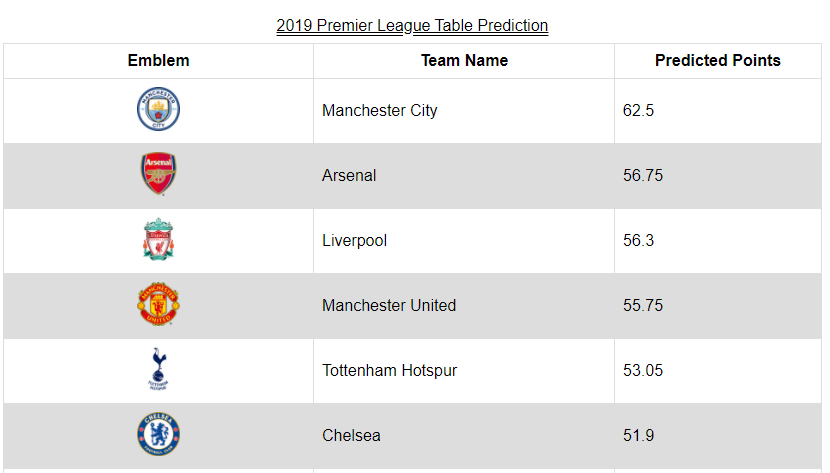 2019 Premier League Table Prediction
Emblem Team Name Predicted Points
MANCHESTER CITY Manchester City 62.5
Arsenal Arsenal 56.75
Liverpool 56.3
MANCHESTER UNITED Manchester United 55.75
TOTTENHAM HOTSPUR Tottenham Hotspur 53.05
CHELSEA FOOTBALL CLUB Chelsea 51.9